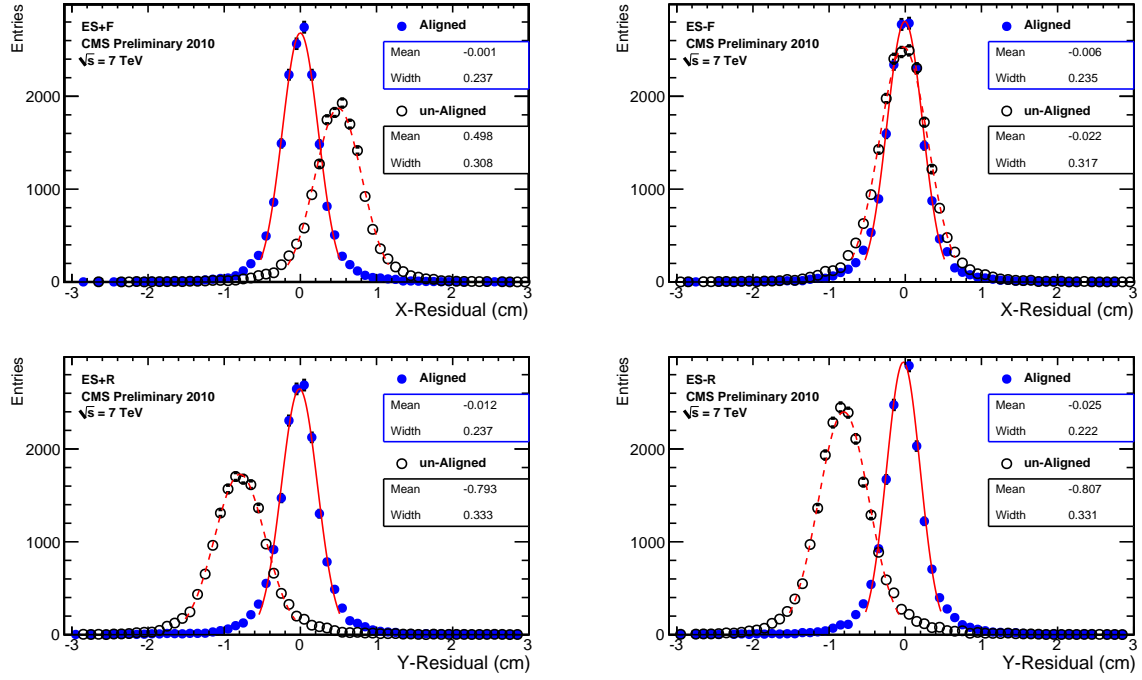 Entries
ES+F
CMS Preliminary 2010
√s = 7 TeV
Aligned
Mean -0.001
Width 0.237
un-Aligned
Mean 0.498
Width 0.308
2000
1000
0
-3 -2 -1 0 1 2 3
X-Residual (cm)
Entries
ES-F
CMS Preliminary 2010
√s = 7 TeV
Aligned
Mean -0.006
Width 0.235
un-Aligned
Mean -0.022
Width 0.317
2000
1000
0
-3 -2 -1 0 1 2 3
X-Residual (cm)
Entries
ES+R
CMS Preliminary 2010
√s = 7 TeV
Aligned
Mean -0.012
Width 0.237
un-Aligned
Mean -0.793
Width 0.333
2000
1000
0
-3 -2 -1 0 1 2 3
Y-Residual (cm)
Entries
ES-R
CMS Preliminary 2010
√s = 7 TeV
Aligned
Mean -0.025
Width 0.222
un-Aligned
Mean -0.807
Width 0.331
2000
1000
0
-3 -2 -1 0 1 2 3
Y-Residual (cm)